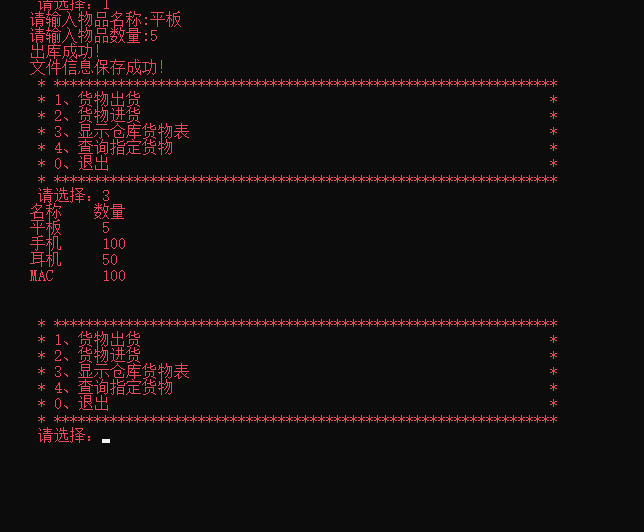 请选择：1
请输入物品名称:平板
请输入物品数量:5
出库成功!
文件信息保存成功!
* ***************************************************************
* 1、货物出货 *
* 2、货物进货 *
* 3、显示仓库货物表 *
* 4、查询指定货物 *
* 0、退出 *
* ***************************************************************
请选择：3
名称 数量
平板 5
手机 100
耳机 50
MAC 100
* ***************************************************************
* 1、货物出货 *
* 2、货物进货 *
* 3、显示仓库货物表 *
* 4、查询指定货物 *
* 0、退出 *
* ***************************************************************
请选择：